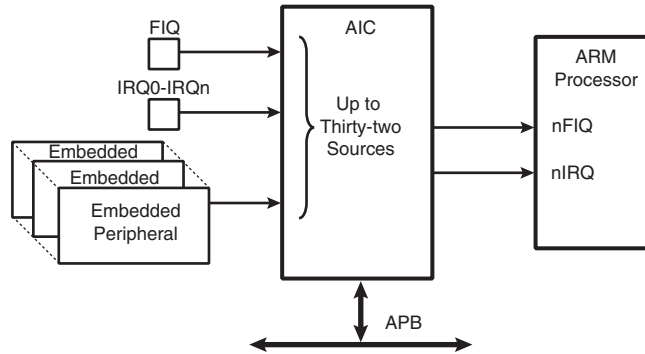 FIQ
IRQ0-IRQn
Embedded
Embedded
Embedded
Peripheral
AIC
Up to
Thirty-two
Sources
ARM
Processor
nFIQ
nIRQ
APB